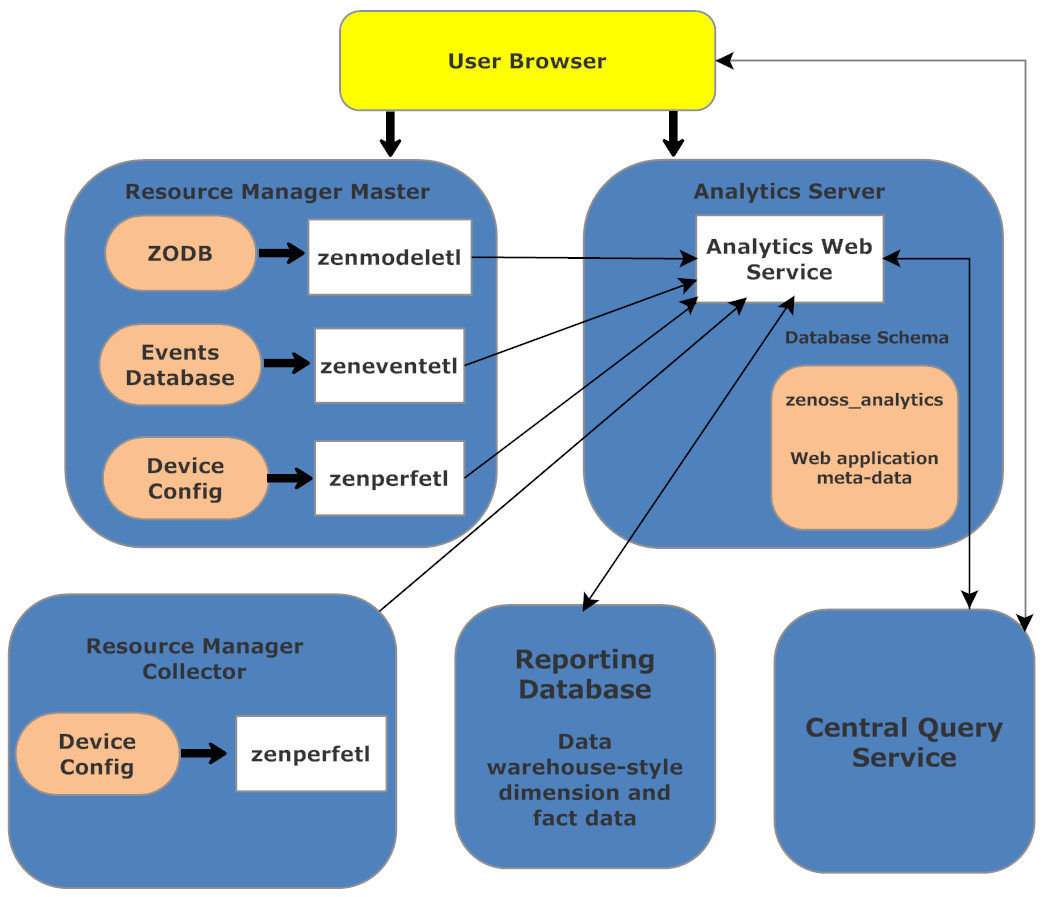 User Browser
Resource Manager Master
ZODB
zenmodeletl
Events
Database
zeneventetl
Device
Config
zenperfetl
Analytics Server
Analytics Web
Service
Database Schema
zenoss_analytics
Web application
meta-data
Resource Manager
Collector
Device
Config
zenperfetl
Reporting
Database
Data
warehouse-style
dimension and
fact data
Central Query
Service